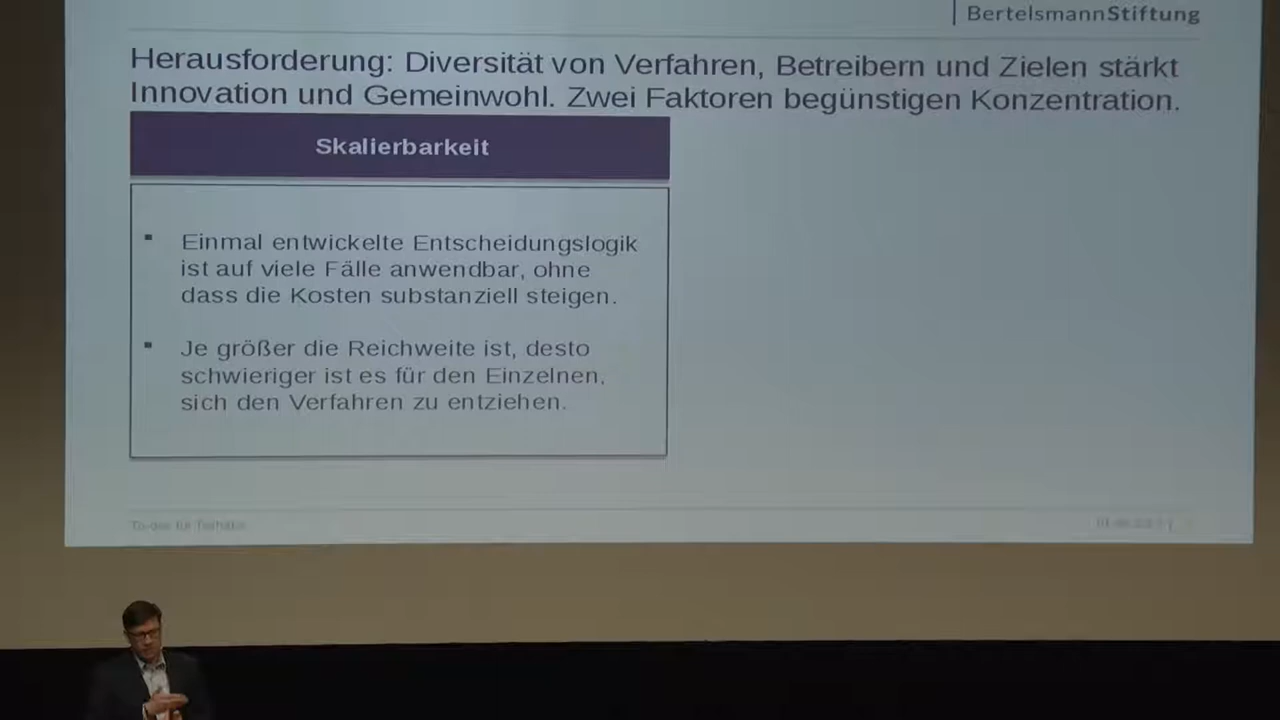 BertelsmannStiftung
Herausforderung: Diversität von Verfahren, Betreibern und Zielen stärkt
Innovation und Gemeinwohl. Zwei Faktoren begünstigen Konzentration.
Skalierbarkeit
Einmal entwickelte Entscheidungslogik
ist auf viele Fälle anwendbar, ohne
dass die Kosten substanziell steigen.
Je größer die Reichweite ist, desto
schwieriger ist es für den Einzelnen,
sich den Verfahren zu entziehen.